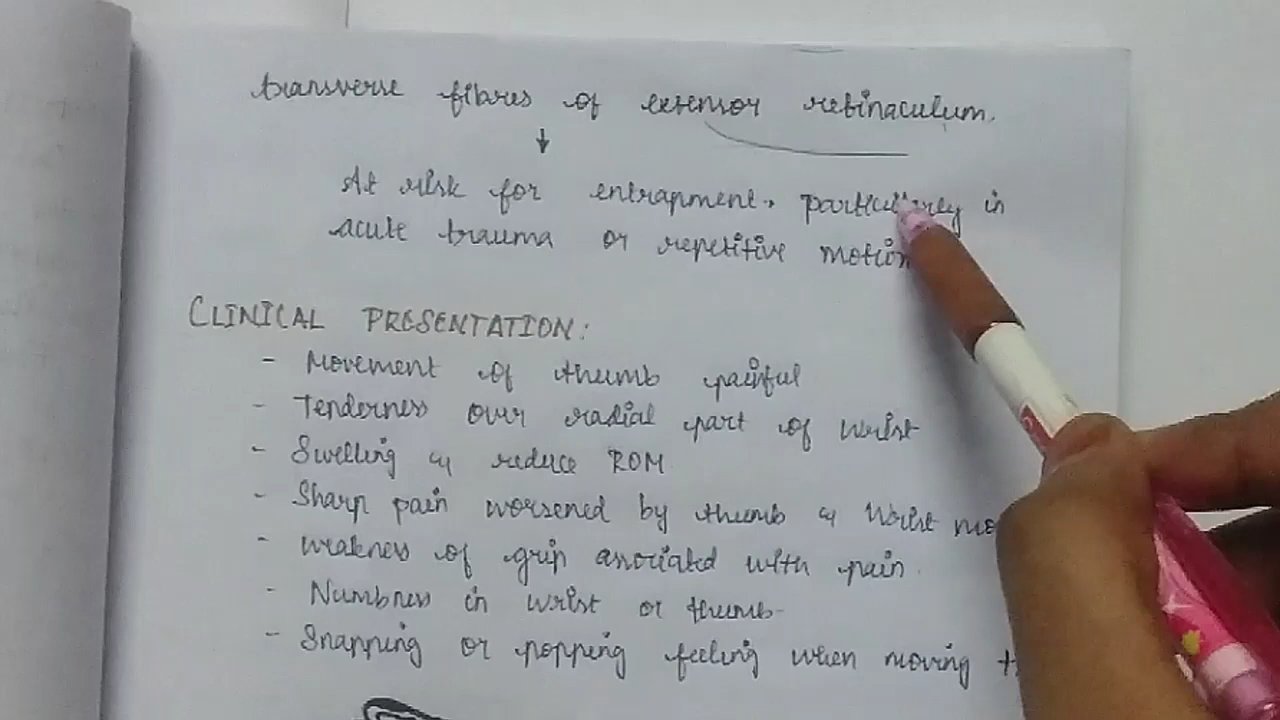 transverse fibres of extensor retinaculum.
↓
At risk for entrapment, particularly in
acute trauma or repetitive motion
CLINICAL PRESENTATION:
- Movement of thumb painful
- Tenderness over radial part of wrist
- Swelling & reduce ROM
- Sharp pain worsened by thumb & wrist mo
- weakness of grip associated with pain.
- Numbness in wrist or thumb
- Snapping or popping feeling when moving